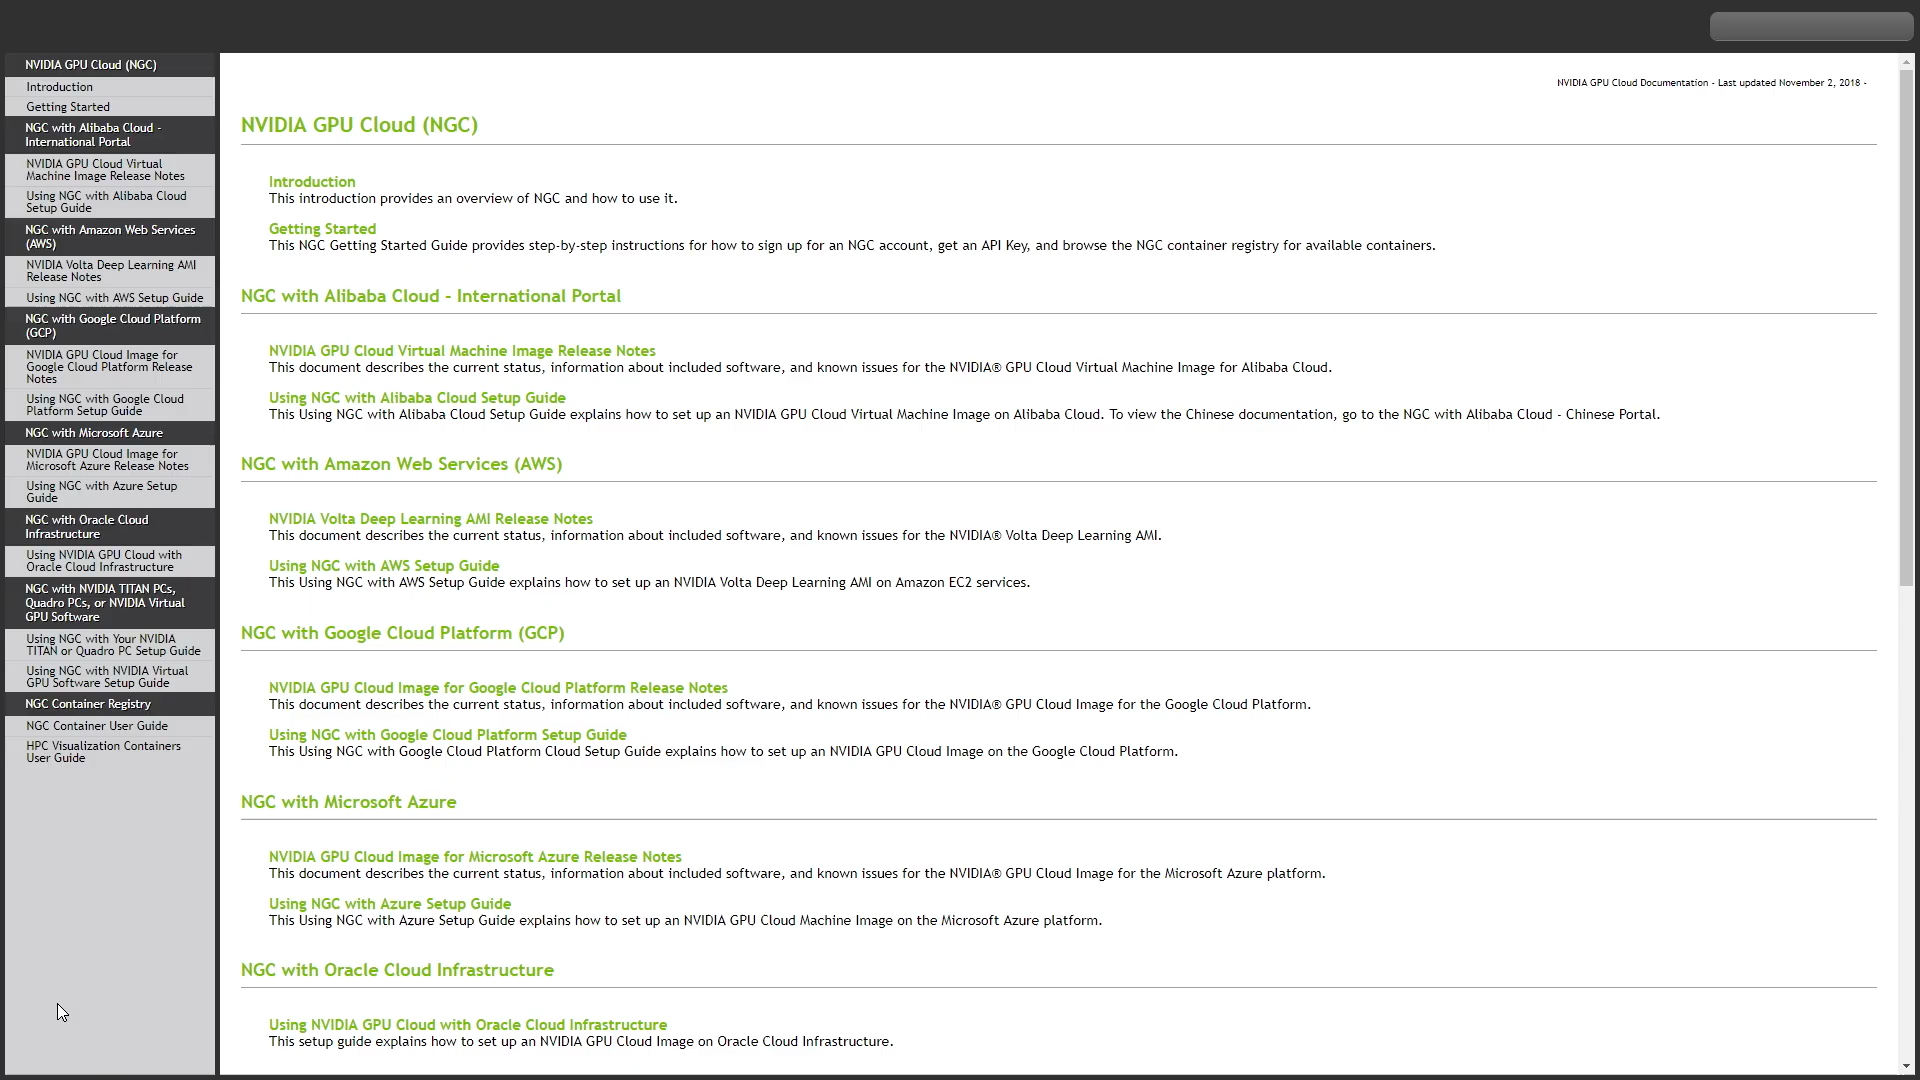 NVIDIA GPU Cloud (NGC)
Introduction
Getting Started
NGC with Alibaba Cloud -
International Portal
NVIDIA GPU Cloud Virtual
Machine Image Release Notes
Using NGC with Alibaba Cloud
Setup Guide
NGC with Amazon Web Services
(AWS)
NVIDIA Volta Deep Learning AMI
Release Notes
Using NGC with AWS Setup Guide
NGC with Google Cloud Platform
(GCP)
NVIDIA GPU Cloud Image for
Google Cloud Platform Release
Notes
Using NGC with Google Cloud
Platform Setup Guide
NGC with Microsoft Azure
NVIDIA GPU Cloud Image for
Microsoft Azure Release Notes
Using NGC with Azure Setup
Guide
NGC with Oracle Cloud
Infrastructure
Using NVIDIA GPU Cloud with
Oracle Cloud Infrastructure
NGC with NVIDIA TITAN PCs,
Quadro PCs, or NVIDIA Virtual
GPU Software
Using NGC with Your NVIDIA
TITAN or Quadro PC Setup Guide
Using NGC with NVIDIA Virtual
GPU Software Setup Guide
NGC Container Registry
NGC Container User Guide
HPC Visualization Containers
User Guide
NVIDIA GPU Cloud Documentation - Last updated November 2, 2018 -
NVIDIA GPU Cloud (NGC)
Introduction
This introduction provides an overview of NGC and how to use it.
Getting Started
This NGC Getting Started Guide provides step-by-step instructions for how to sign up for an NGC account, get an API Key, and browse the NGC container registry for available containers.
NGC with Alibaba Cloud - International Portal
NVIDIA GPU Cloud Virtual Machine Image Release Notes
This document describes the current status, information about included software, and known issues for the NVIDIA® GPU Cloud Virtual Machine Image for Alibaba Cloud.
Using NGC with Alibaba Cloud Setup Guide
This Using NGC with Alibaba Cloud Setup Guide explains how to set up an NVIDIA GPU Cloud Virtual Machine Image on Alibaba Cloud. To view the Chinese documentation, go to the NGC with Alibaba Cloud - Chinese Portal.
NGC with Amazon Web Services (AWS)
NVIDIA Volta Deep Learning AMI Release Notes
This document describes the current status, information about included software, and known issues for the NVIDIA® Volta Deep Learning AMI.
Using NGC with AWS Setup Guide
This Using NGC with AWS Setup Guide explains how to set up an NVIDIA Volta Deep Learning AMI on Amazon EC2 services.
NGC with Google Cloud Platform (GCP)
NVIDIA GPU Cloud Image for Google Cloud Platform Release Notes
This document describes the current status, information about included software, and known issues for the NVIDIA® GPU Cloud Image for the Google Cloud Platform.
Using NGC with Google Cloud Platform Setup Guide
This Using NGC with Google Cloud Platform Cloud Setup Guide explains how to set up an NVIDIA GPU Cloud Image on the Google Cloud Platform.
NGC with Microsoft Azure
NVIDIA GPU Cloud Image for Microsoft Azure Release Notes
This document describes the current status, information about included software, and known issues for the NVIDIA® GPU Cloud Image for the Microsoft Azure platform.
Using NGC with Azure Setup Guide
This Using NGC with Azure Setup Guide explains how to set up an NVIDIA GPU Cloud Machine Image on the Microsoft Azure platform.
NGC with Oracle Cloud Infrastructure
Using NVIDIA GPU Cloud with Oracle Cloud Infrastructure
This setup guide explains how to set up an NVIDIA GPU Cloud Image on Oracle Cloud Infrastructure.